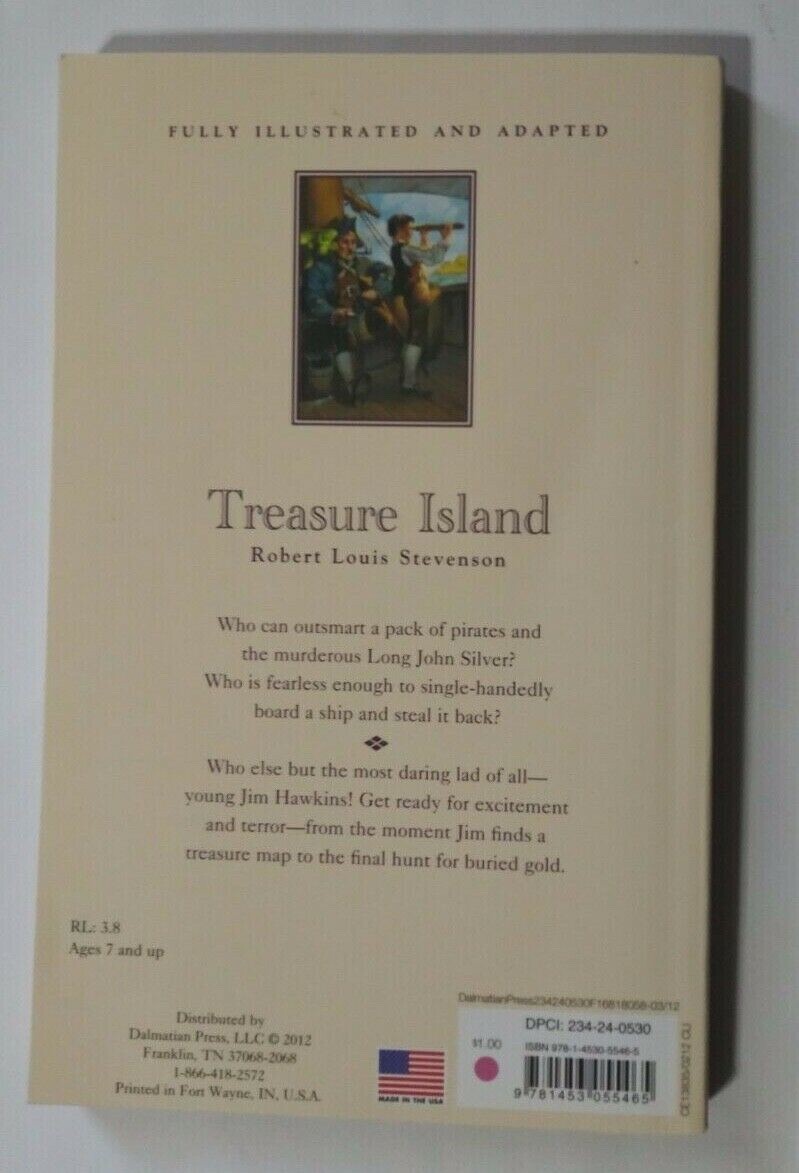 FULLY ILLUSTRATED AND ADAPTED
Treasure Island
Robert Louis Stevenson
Who can outsmart a pack of pirates and
the murderous Long John Silver?
Who is fearless enough to single-handedly
board a ship and steal it back?
Who else but the most daring lad of all—
young Jim Hawkins! Get ready for excitement
and terror—from the moment Jim finds a
treasure map to the final hunt for buried gold.
RL: 3.8
Ages 7 and up
Distributed by
Dalmatian Press, LLC © 2012
Franklin, TN 37068-2068
1-866-418-2572
Printed in Fort Wayne, IN, U.S.A.
MADE IN THE USA
DalmatianPress234240530F16818058-03/12
DPCI: 234-24-0530
$1.00
ISBN 978-1-4530-5546-5
9 781453 055465